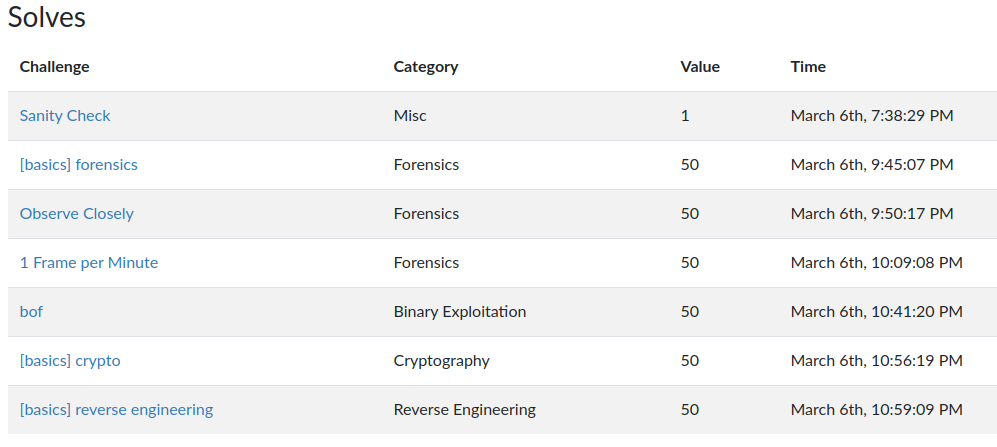 Solves
Challenge Category Value Time
Sanity Check Misc 1 March 6th, 7:38:29 PM
[basics] forensics Forensics 50 March 6th, 9:45:07 PM
Observe Closely Forensics 50 March 6th, 9:50:17 PM
1 Frame per Minute Forensics 50 March 6th, 10:09:08 PM
bof Binary Exploitation 50 March 6th, 10:41:20 PM
[basics] crypto Cryptography 50 March 6th, 10:56:19 PM
[basics] reverse engineering Reverse Engineering 50 March 6th, 10:59:09 PM